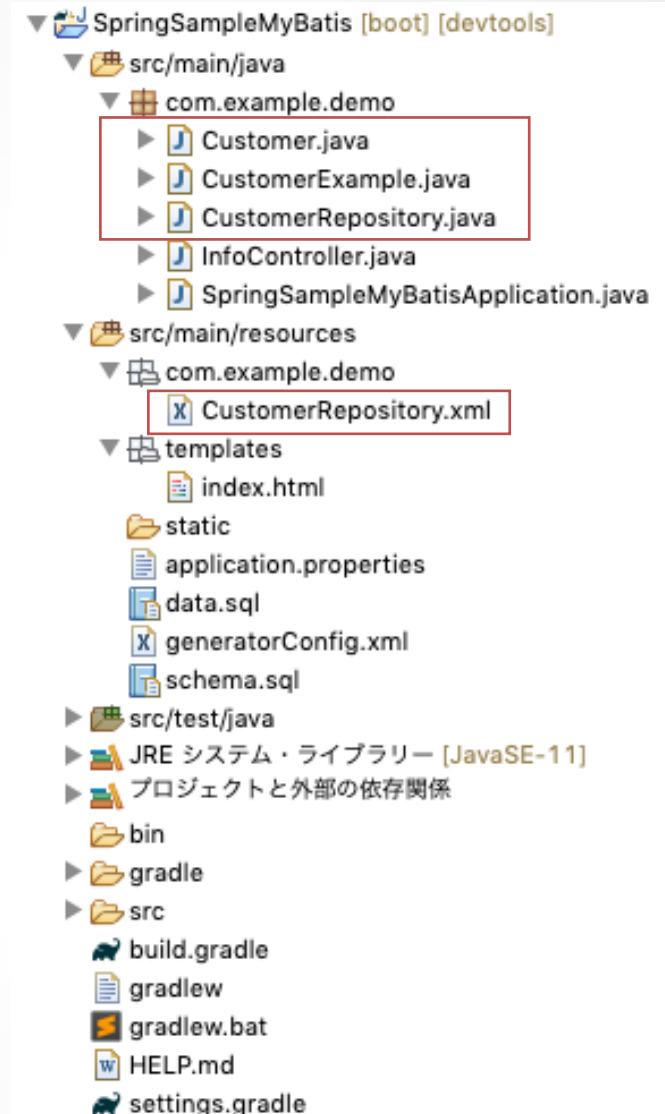 SpringSampleMyBatis [boot] [devtools]
src/main/java
com.example.demo
Customer.java
CustomerExample.java
CustomerRepository.java
InfoController.java
SpringSampleMyBatisApplication.java
src/main/resources
com.example.demo
CustomerRepository.xml
templates
index.html
static
application.properties
data.sql
generatorConfig.xml
schema.sql
src/test/java
JRE システム・ライブラリー [JavaSE-11]
プロジェクトと外部の依存関係
bin
gradle
src
build.gradle
gradlew
gradlew.bat
HELP.md
settings.gradle